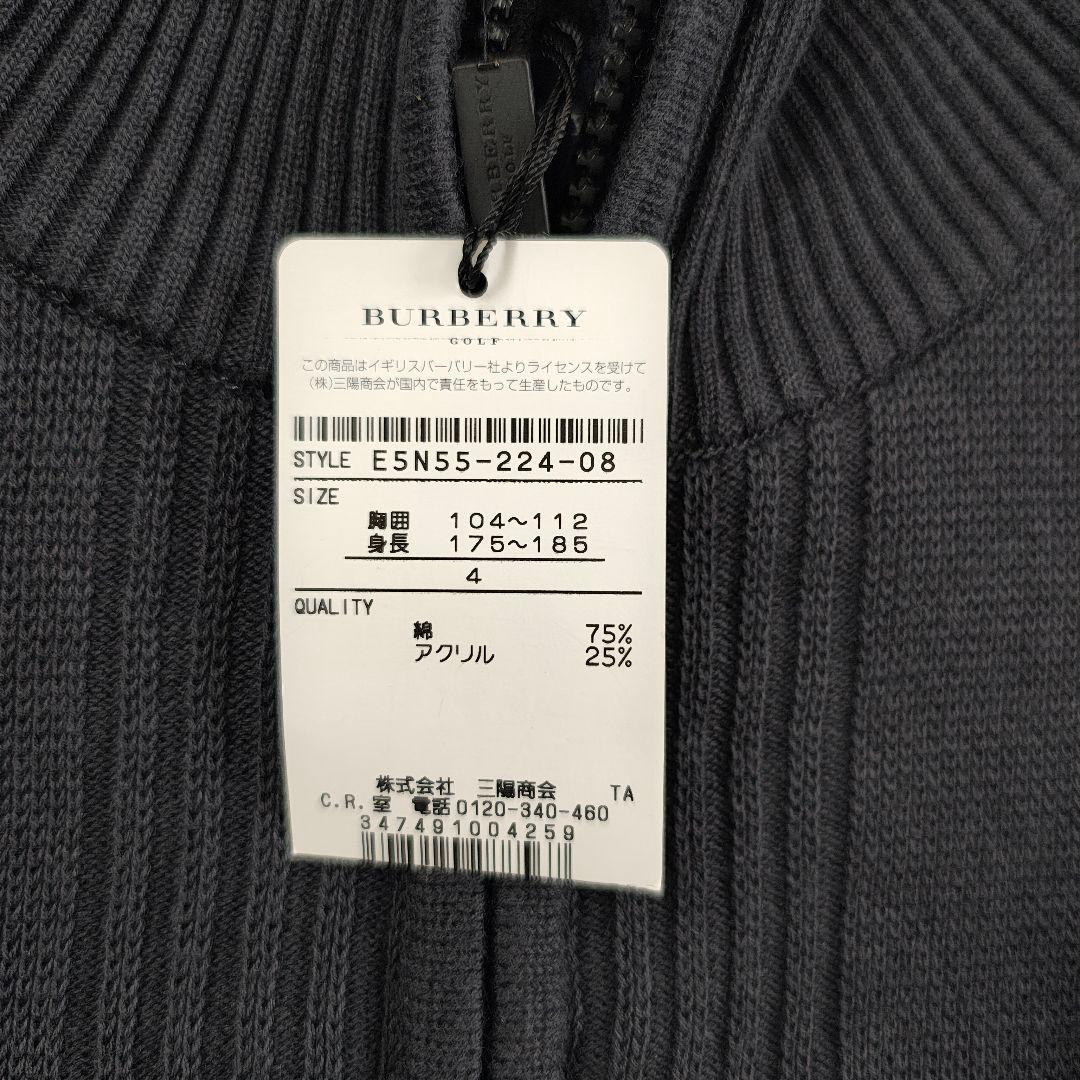 BURBERRY
GOLF
BURBERRY
GOLF
この商品はイギリスバーバリー社よりライセンスを受けて
(株)三陽商会が国内で責任をもって生産したものです。
STYLE E5N55-224-08
SIZE
胸囲 104～112
身長 175～185
4
QUALITY
綿 75%
アクリル 25%
株式会社 三陽商会 TA
C.R.室 電話0120-340-460
347491004259